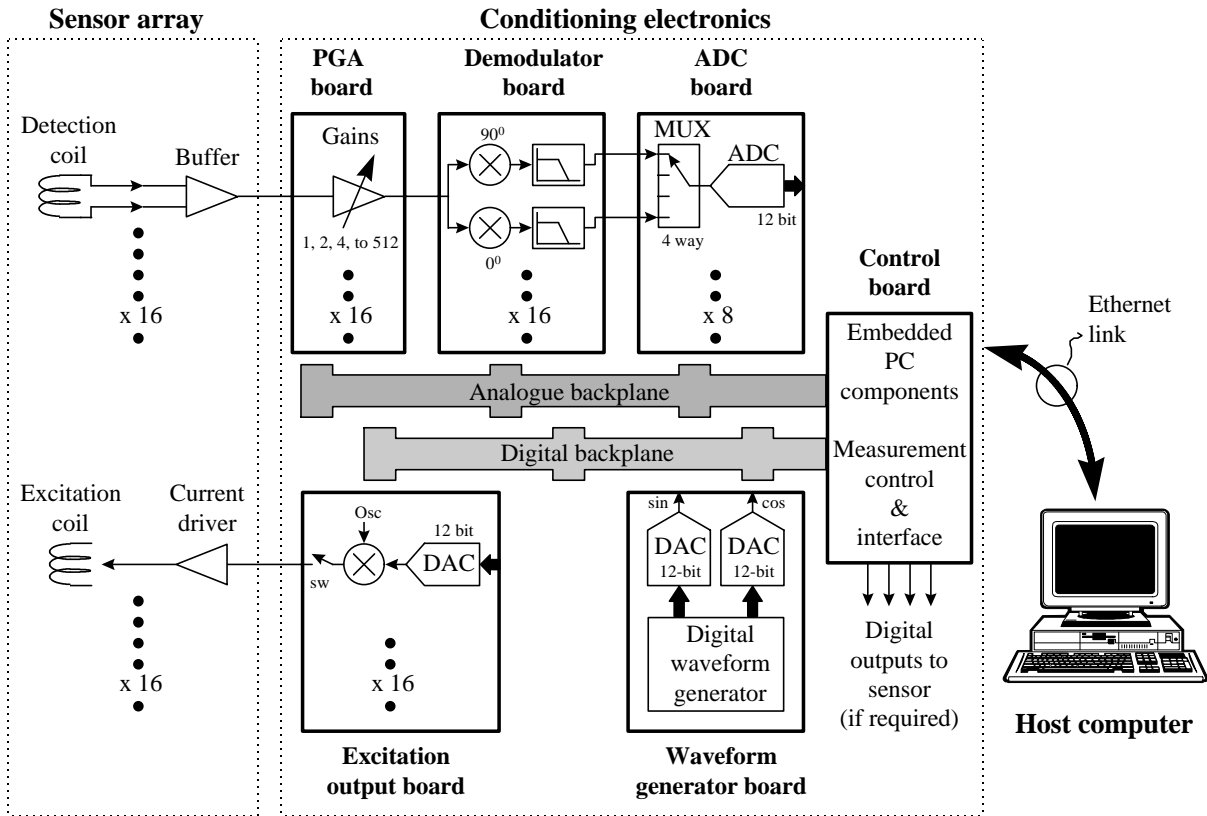 Sensor array
Conditioning electronics
PGA
board
Demodulator
board
ADC
board
Detection
coil
Buffer
Gains
1, 2, 4, to 512
90⁰
0⁰
MUX
4 way
ADC
12 bit
x 16
x 16
x 16
x 8
Control
board
Embedded
PC
components
Measurement
control
&
interface
Ethernet
link
Analogue backplane
Digital backplane
Excitation
coil
Current
driver
x 16
Osc
sw
12 bit
DAC
x 16
sin
cos
DAC
12-bit
DAC
12-bit
Digital
waveform
generator
Digital
outputs to
sensor
(if required)
Host computer
Excitation
output board
Waveform
generator board